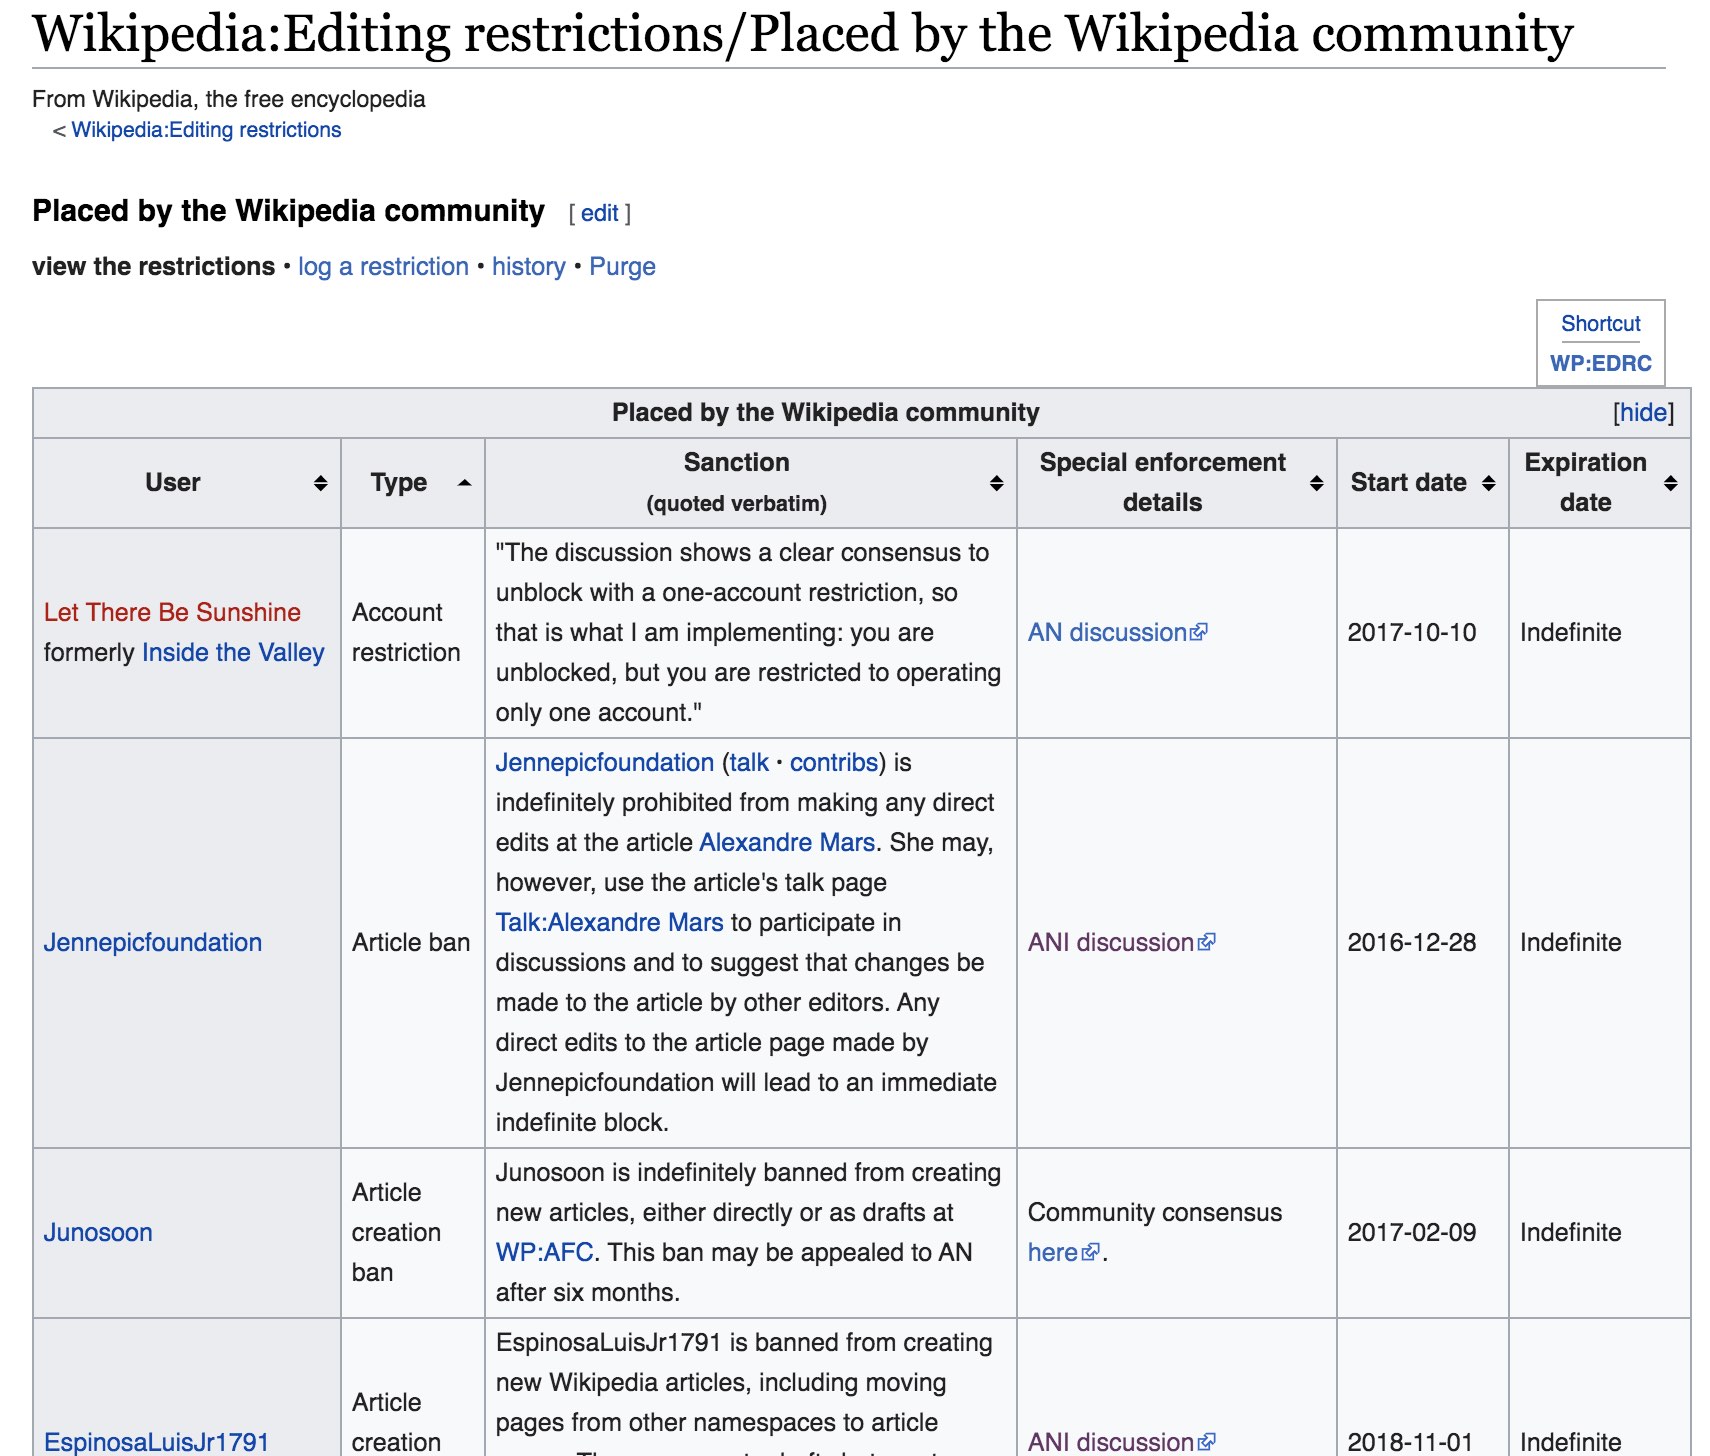 Wikipedia:Editing restrictions/Placed by the Wikipedia community
From Wikipedia, the free encyclopedia
< Wikipedia:Editing restrictions
Placed by the Wikipedia community [ edit ]
view the restrictions • log a restriction • history • Purge
Shortcut
WP:EDRC
Placed by the Wikipedia community [hide]
User
Type
Sanction
(quoted verbatim)
Special enforcement
details
Start date
Expiration
date
Let There Be Sunshine
formerly Inside the Valley
Account
restriction
"The discussion shows a clear consensus to
unblock with a one-account restriction, so
that is what I am implementing: you are
unblocked, but you are restricted to operating
only one account."
AN discussion
2017-10-10
Indefinite
Jennepicfoundation
Article ban
Jennepicfoundation (talk • contribs) is
indefinitely prohibited from making any direct
edits at the article Alexandre Mars. She may,
however, use the article's talk page
Talk:Alexandre Mars to participate in
discussions and to suggest that changes be
made to the article by other editors. Any
direct edits to the article page made by
Jennepicfoundation will lead to an immediate
indefinite block.
ANI discussion
2016-12-28
Indefinite
Junosoon
Article
creation
ban
Junosoon is indefinitely banned from creating
new articles, either directly or as drafts at
WP:AFC. This ban may be appealed to AN
after six months.
Community consensus
here.
2017-02-09
Indefinite
EspinosaLuisJr1791
Article
creation
EspinosaLuisJr1791 is banned from creating
new Wikipedia articles, including moving
pages from other namespaces to article
ANI discussion
2018-11-01
Indefinite